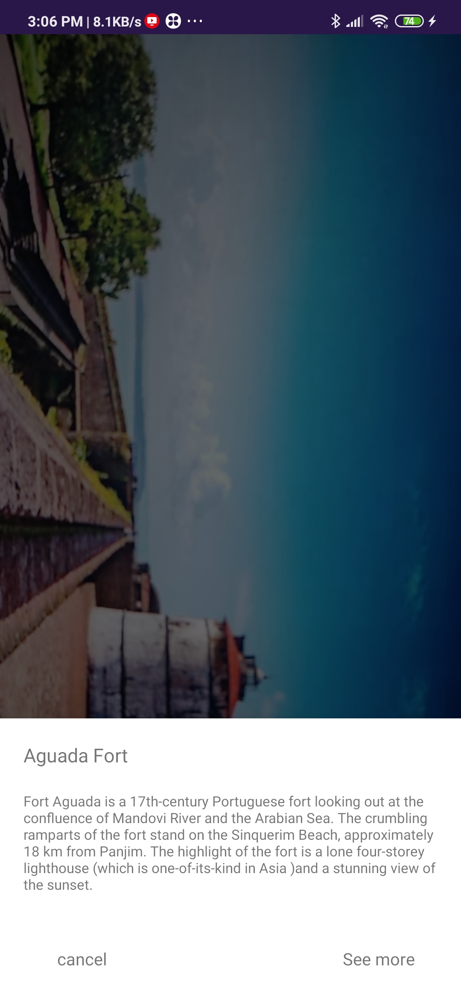 3:06 PM | 8.1KB/s 74
Aguada Fort
Fort Aguada is a 17th-century Portuguese fort looking out at the
confluence of Mandovi River and the Arabian Sea. The crumbling
ramparts of the fort stand on the Sinquerim Beach, approximately
18 km from Panjim. The highlight of the fort is a lone four-storey
lighthouse (which is one-of-its-kind in Asia )and a stunning view of
the sunset.
cancel See more